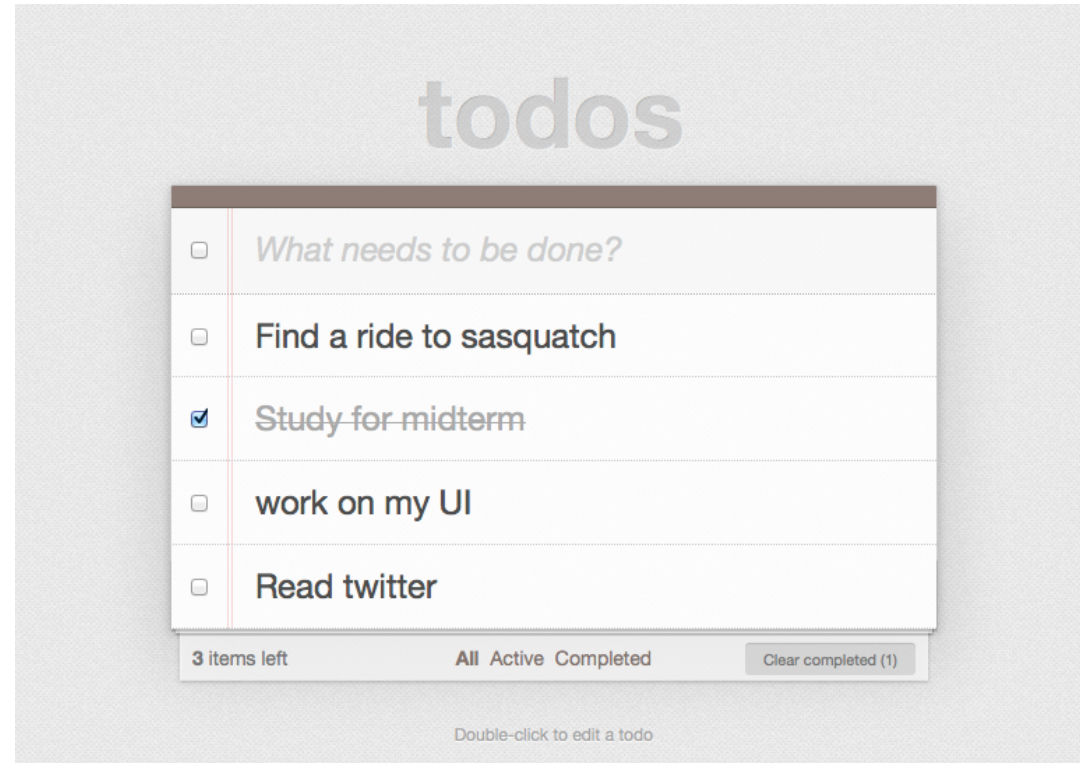 todos
What needs to be done?
Find a ride to sasquatch
Study for midterm
work on my UI
Read twitter
3 items left All Active Completed Clear completed (1)
Double-click to edit a todo